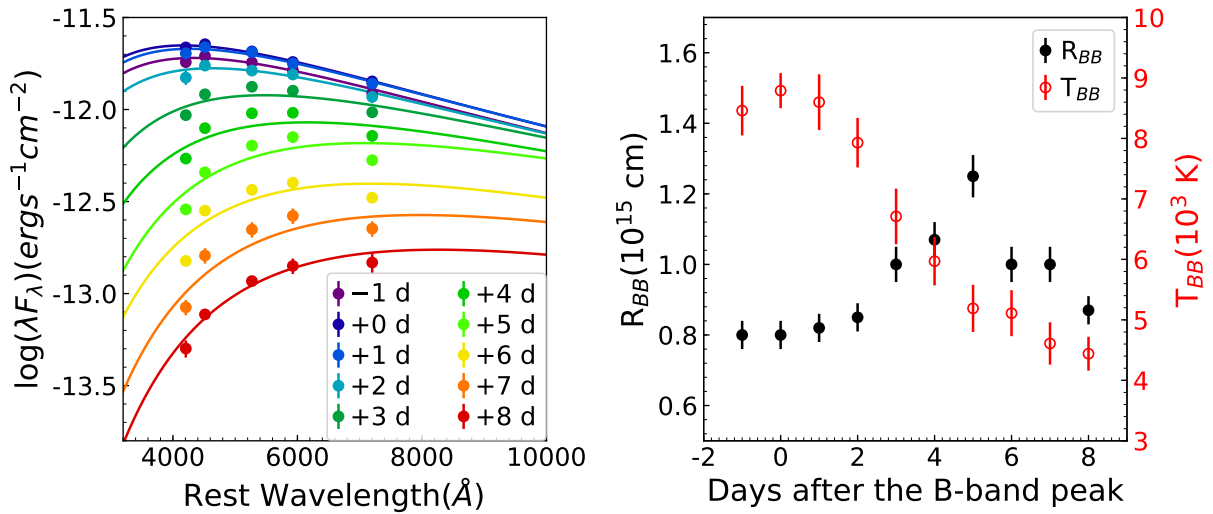 -11.5
-12.0
-12.5
-13.0
-13.5
log(λF_λ)(ergs⁻¹cm⁻²)
4000
6000
8000
10000
Rest Wavelength(Å)
−1 d
+0 d
+1 d
+2 d
+3 d
+4 d
+5 d
+6 d
+7 d
+8 d
1.6
1.4
1.2
1.0
0.8
0.6
R_BB(10¹⁵ cm)
-2
0
2
4
6
8
Days after the B-band peak
R_BB
T_BB
10
9
8
7
6
5
4
3
T_BB(10³ K)